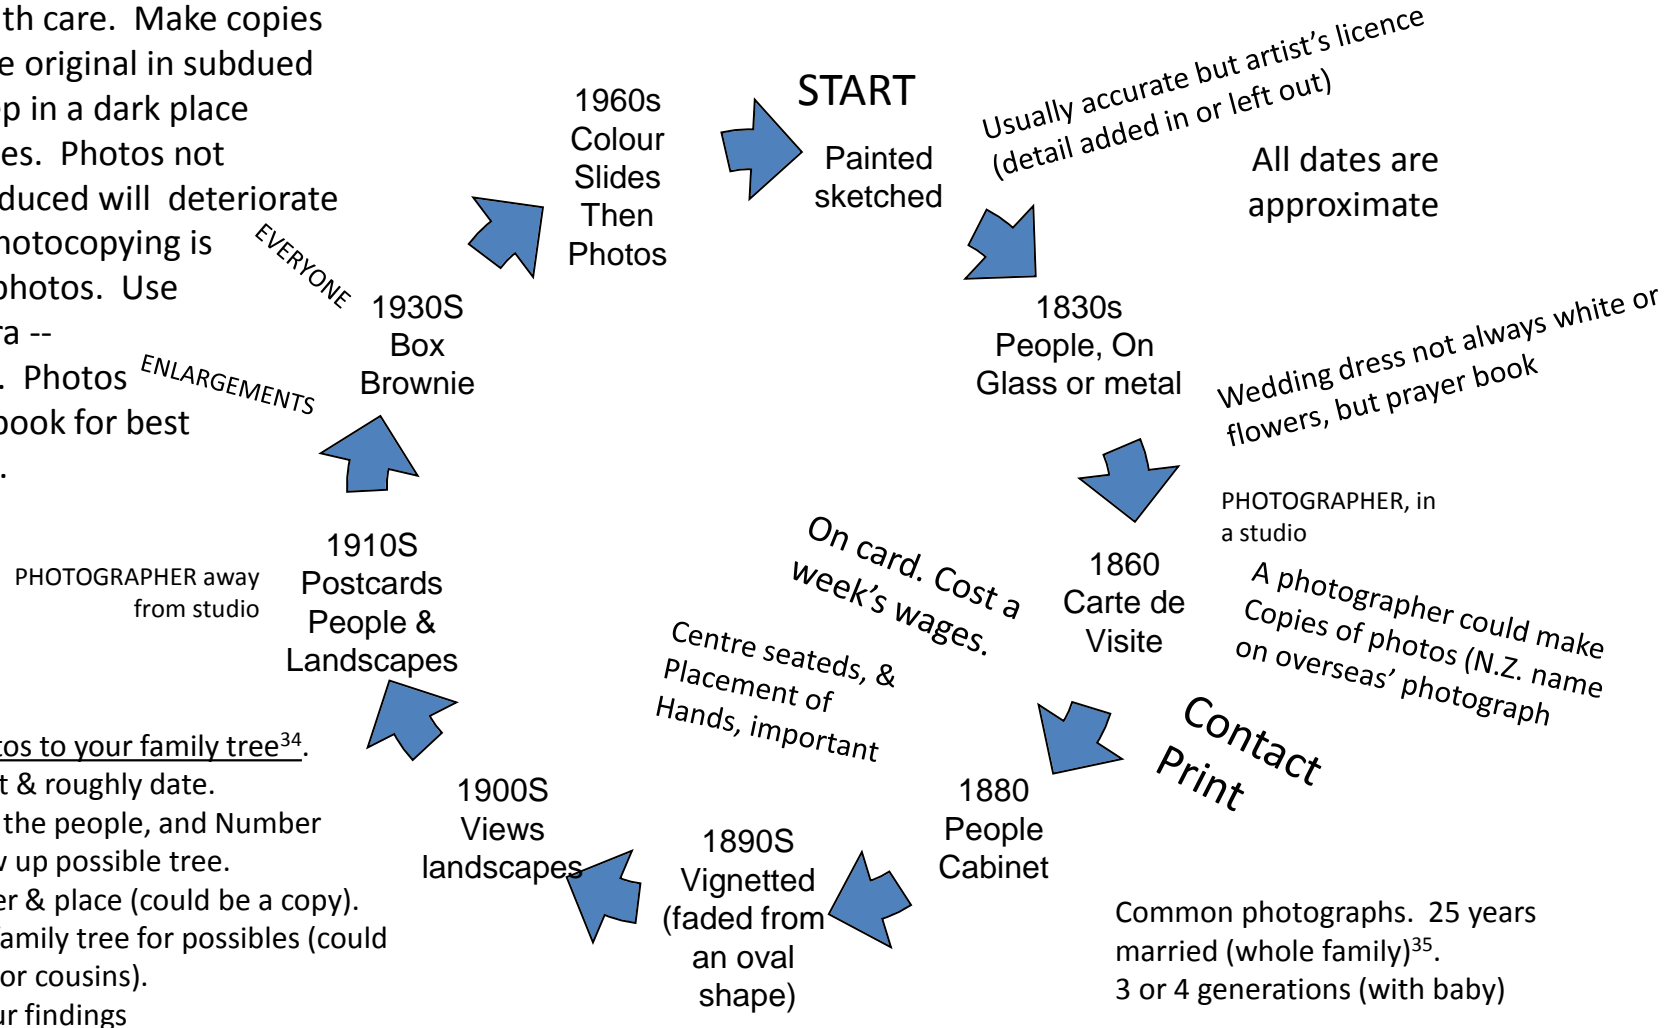 th care.  Make copies
e original in subdued
ep in a dark place
es.  Photos not
duced will  deteriorate
hotocopying is
photos.  Use
ra --
.  Photos
book for best
.
START
Painted
sketched
Usually accurate but artist’s licence
(detail added in or left out)
All dates are
approximate
1830s
People, On
Glass or metal
Wedding dress not always white or
flowers, but prayer book
PHOTOGRAPHER, in
a studio
1860
Carte de
Visite
A photographer could make
Copies of photos (N.Z. name
on overseas’ photograph
On card. Cost a
week’s wages.
Contact
Print
1880
People
Cabinet
Centre seateds, &
Placement of
Hands, important
1890S
Vignetted
(faded from
an oval
shape)
1900S
Views
landscapes
1910S
Postcards
People &
Landscapes
PHOTOGRAPHER away
from studio
ENLARGEMENTS
1930S
Box
Brownie
EVERYONE
1960s
Colour
Slides
Then
Photos
tos to your family tree³⁴.
t & roughly date.
the people, and Number
w up possible tree.
er & place (could be a copy).
family tree for possibles (could
or cousins).
ur findings
Common photographs.  25 years
married (whole family)³⁵.
3 or 4 generations (with baby)